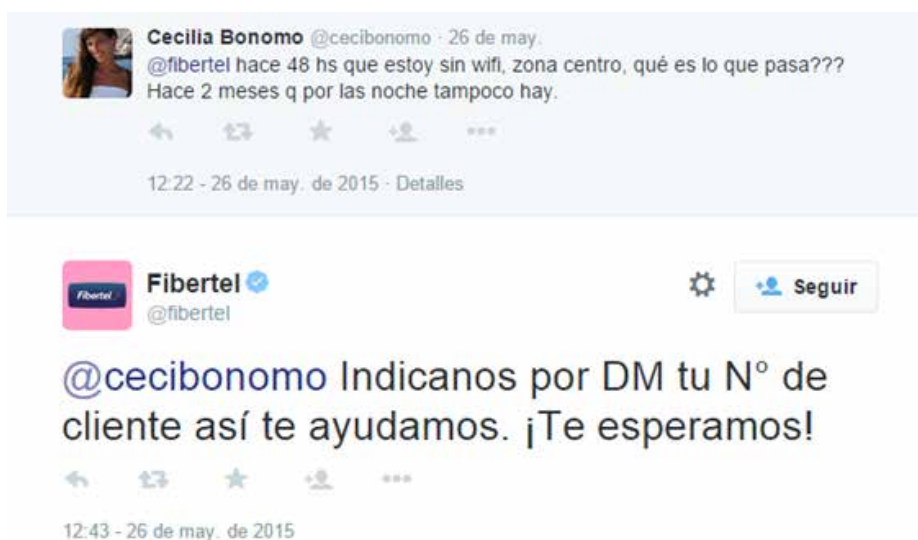 Cecilia Bonomo @cecibonomo · 26 de may.
@fibertel hace 48 hs que estoy sin wifi, zona centro, qué es lo que pasa???
Hace 2 meses q por las noche tampoco hay.
12:22 - 26 de may. de 2015 · Detalles
Fibertel
Fibertel
Seguir
@fibertel
@cecibonomo Indicanos por DM tu N° de
cliente así te ayudamos. ¡Te esperamos!
12:43 - 26 de may. de 2015